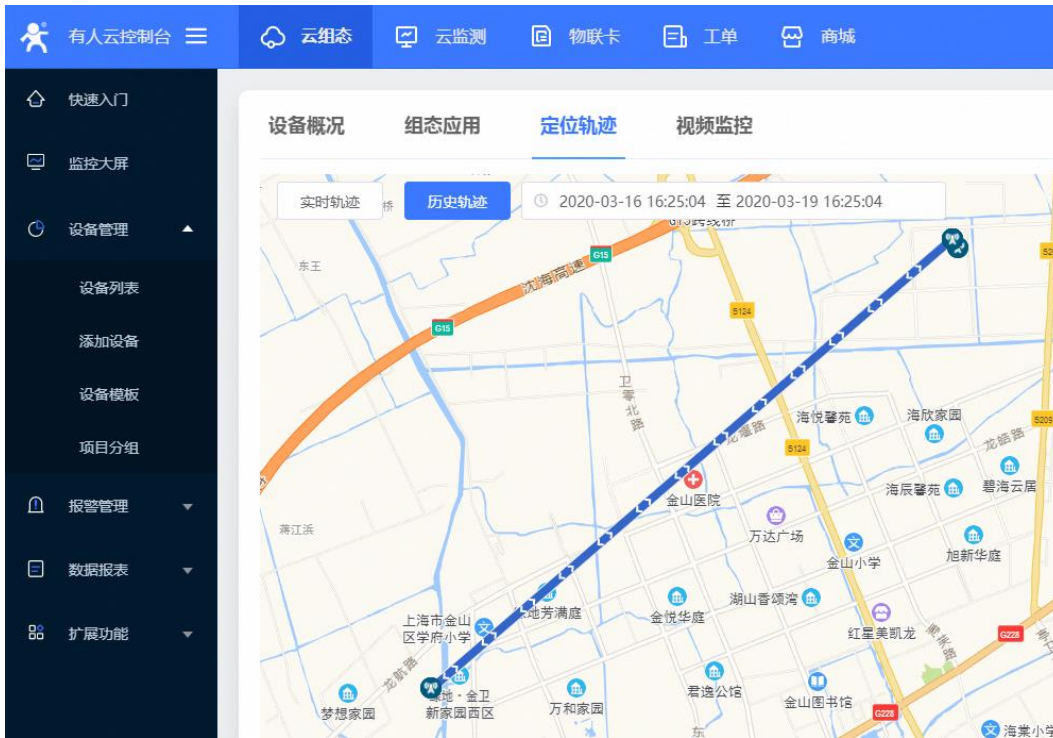 有人云控制台
云组态
云监测
物联卡
工单
商城
快速入门
监控大屏
设备管理
设备列表
添加设备
设备模板
项目分组
报警管理
数据报表
扩展功能
设备概况
组态应用
定位轨迹
视频监控
实时轨迹
桥
历史轨迹
2020-03-16 16:25:04 至 2020-03-19 16:25:04
G15跨线桥
东王
沈海高速
G15
G15
S124
卫零北路
龙堰路
海悦馨苑
海欣家园
S209
S124
龙皓路
金山医院
海辰馨苑
碧海云居
蒋江浜
万达广场
金山小学
旭新华庭
上海市金山
区学府小学
地芳满庭
金悦华庭
湖山香颂湾
红星美凯龙
G228
龙航路
梦想家园
地·金卫
新家园西区
万和家园
君逸公馆
金山图书馆
G228
东
海棠小学